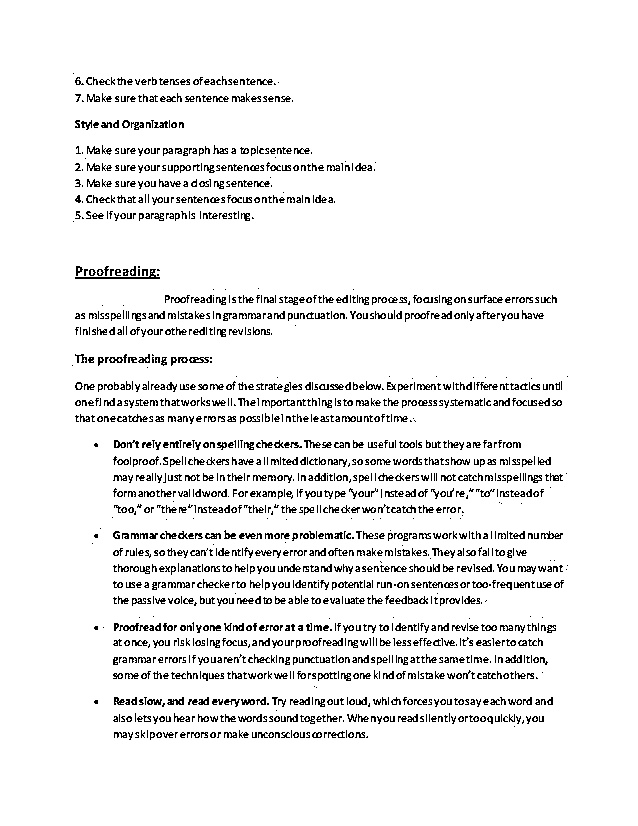 6. Check the verb tenses of each sentence.
7. Make sure that each sentence makes sense.
Style and Organization
1. Make sure your paragraph has a topic sentence.
2. Make sure your supporting sentences focus on the main idea.
3. Make sure you have a closing sentence.
4. Check that all your sentences focus on the main idea.
5. See if your paragraph is interesting.
Proofreading:
Proofreading is the final stage of the editing process, focusing on surface errors such
as misspellings and mistakes in grammar and punctuation. You should proofread only after you have
finished all of your other editing revisions.
The proofreading process:
One probably already use some of the strategies discussed below. Experiment with different tactics until
one find a system that works well. The important thing is to make the process systematic and focused so
that one catches as many errors as possible in the least amount of time.
• Don't rely entirely on spelling checkers. These can be useful tools but they are far from
foolproof. Spell checkers have a limited dictionary, so some words that show up as misspelled
may really just not be in their memory. In addition, spell checkers will not catch misspellings that
form another valid word. For example, if you type "your" instead of "you're," "to" instead of
"too," or "there" instead of "their," the spell checker won't catch the error.
• Grammar checkers can be even more problematic. These programs work with a limited number
of rules, so they can't identify every error and often make mistakes. They also fail to give
thorough explanations to help you understand why a sentence should be revised. You may want
to use a grammar checker to help you identify potential run-on sentences or too-frequent use of
the passive voice, but you need to be able to evaluate the feedback it provides.
• Proofread for only one kind of error at a time. If you try to identify and revise too many things
at once, you risk losing focus, and your proofreading will be less effective. It's easier to catch
grammar errors if you aren't checking punctuation and spelling at the same time. In addition,
some of the techniques that work well for spotting one kind of mistake won't catch others.
• Read slow, and read every word. Try reading out loud, which forces you to say each word and
also lets you hear how the words sound together. When you read silently or too quickly, you
may skip over errors or make unconscious corrections.